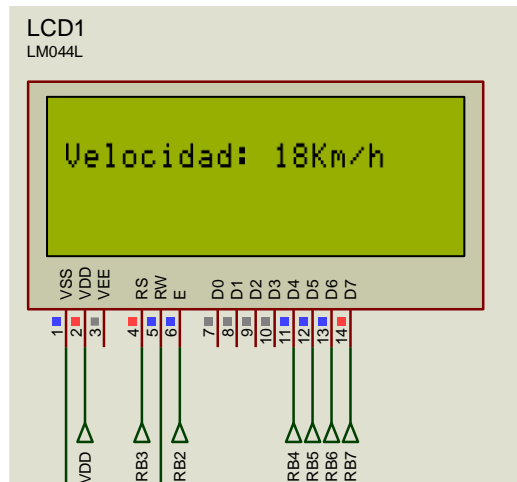 LCD1
LM044L
Velocidad: 18Km/h
VSS
VDD
VEE
RS
RW
E
D0
D1
D2
D3
D4
D5
D6
D7
1
2
3
4
5
6
7
8
9
10
11
12
13
14
VDD
RB3
RB2
RB4
RB5
RB6
RB7